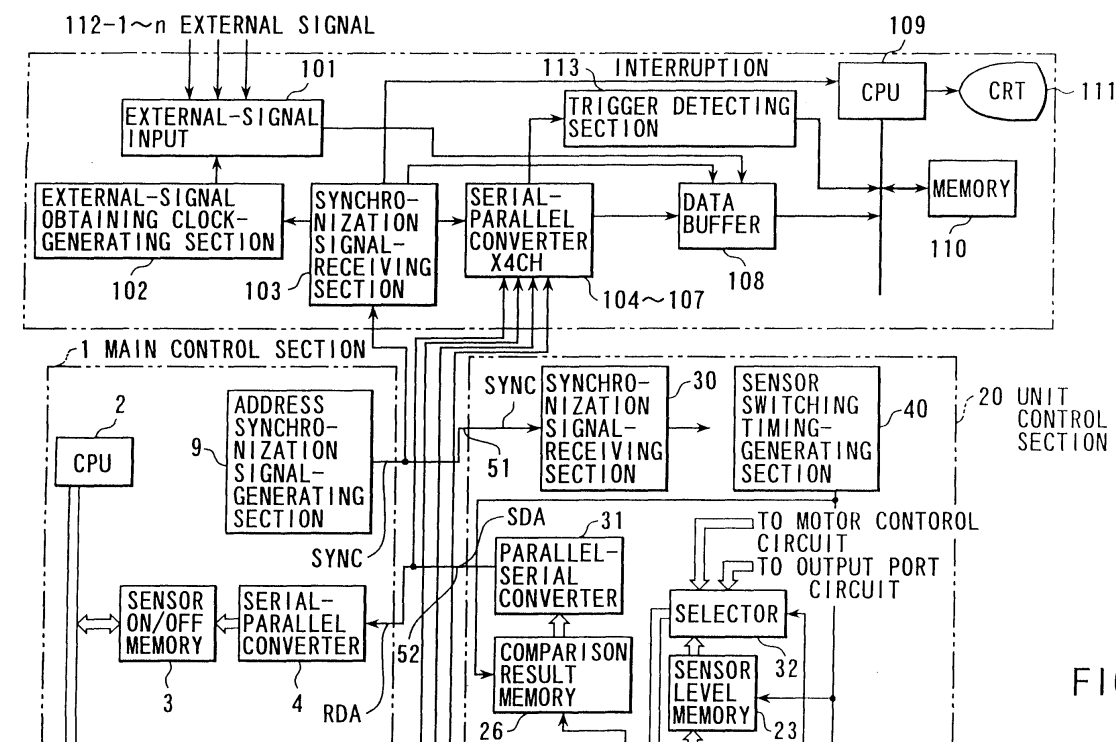 112-1~n EXTERNAL SIGNAL
109
101
113
INTERRUPTION
CPU
CRT
111
EXTERNAL-SIGNAL
INPUT
TRIGGER DETECTING
SECTION
EXTERNAL-SIGNAL
OBTAINING CLOCK-
GENERATING SECTION
102
SYNCHRO-
NIZATION
SIGNAL-
RECEIVING
SECTION
103
SERIAL-
PARALLEL
CONVERTER
X4CH
104~107
DATA
BUFFER
108
MEMORY
110
1 MAIN CONTROL SECTION
2
CPU
9
ADDRESS
SYNCHRO-
NIZATION
SIGNAL-
GENERATING
SECTION
SYNC
SYNC
51
SYNCHRO-
NIZATION
SIGNAL-
RECEIVING
SECTION
30
SENSOR
SWITCHING
TIMING-
GENERATING
SECTION
40
20 UNIT
CONTROL
SECTION
SDA
31
PARALLEL-
SERIAL
CONVERTER
TO MOTOR CONTOROL
CIRCUIT
TO OUTPUT PORT
CIRCUIT
SENSOR
ON/OFF
MEMORY
3
SERIAL-
PARALLEL
CONVERTER
4
RDA
52
COMPARISON
RESULT
MEMORY
26
SELECTOR
32
SENSOR
LEVEL
MEMORY
23